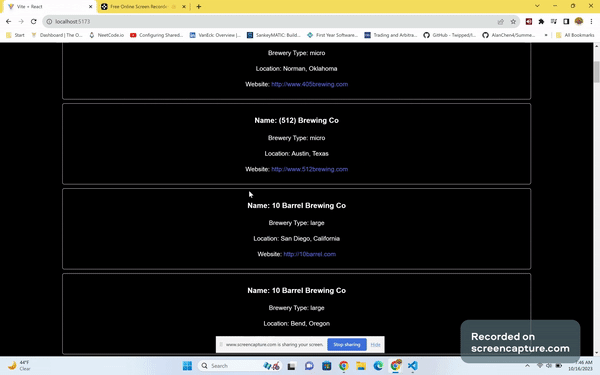 Vite + React
Free Online Screen Recorder
localhost:5173
Start
Dashboard | The O...
NeetCode.io
Configuring Shared...
VanEck: Overview |...
SankeyMATIC: Build...
First Year Software...
Trading and Arbitra...
GitHub - Twipped/I...
AlanChen4/Summe...
All Bookmarks
Brewery Type: micro
Location: Norman, Oklahoma
Website: http://www.405brewing.com
Name: (512) Brewing Co
Brewery Type: micro
Location: Austin, Texas
Website: http://www.512brewing.com
Name: 10 Barrel Brewing Co
Brewery Type: large
Location: San Diego, California
Website: http://10barrel.com
Name: 10 Barrel Brewing Co
Brewery Type: large
Location: Bend, Oregon
www.screencapture.com is sharing your screen.
Stop sharing
Hide
Recorded on
screencapture.com
44°F
Clear
Search
:46 AM
10/16/2023